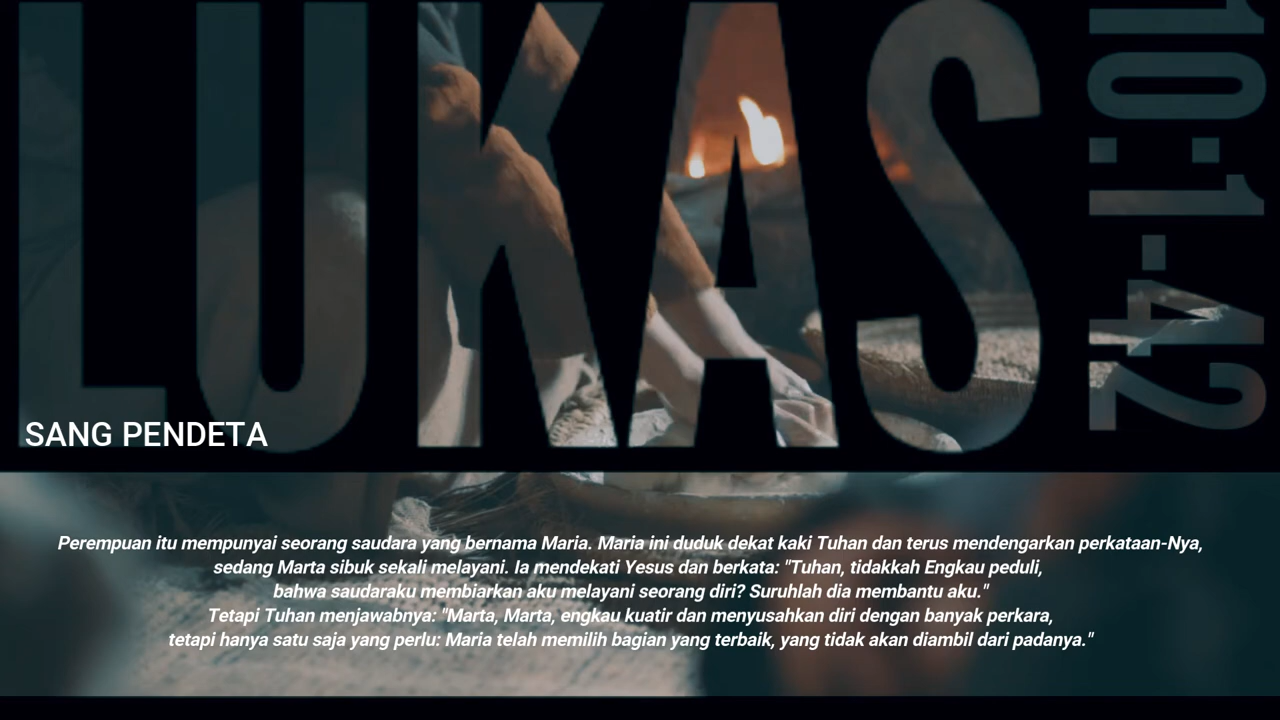 LUKAS
10:1-42
SANG PENDETA
Perempuan itu mempunyai seorang saudara yang bernama Maria. Maria ini duduk dekat kaki Tuhan dan terus mendengarkan perkataan-Nya,
sedang Marta sibuk sekali melayani. Ia mendekati Yesus dan berkata: "Tuhan, tidakkah Engkau peduli,
bahwa saudaraku membiarkan aku melayani seorang diri? Suruhlah dia membantu aku."
Tetapi Tuhan menjawabnya: "Marta, Marta, engkau kuatir dan menyusahkan diri dengan banyak perkara,
tetapi hanya satu saja yang perlu: Maria telah memilih bagian yang terbaik, yang tidak akan diambil dari padanya."